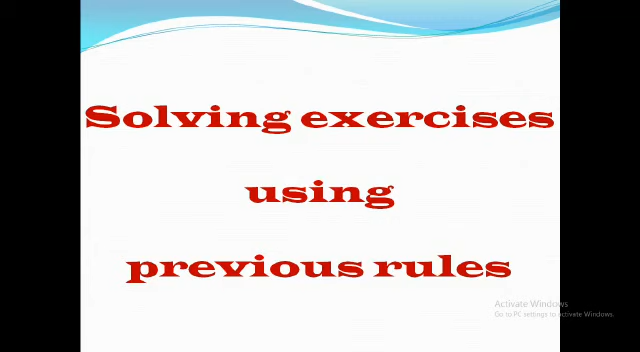 Solving exercises
using
previous rules
Activate Windows
Go to PC settings to activate Windows.